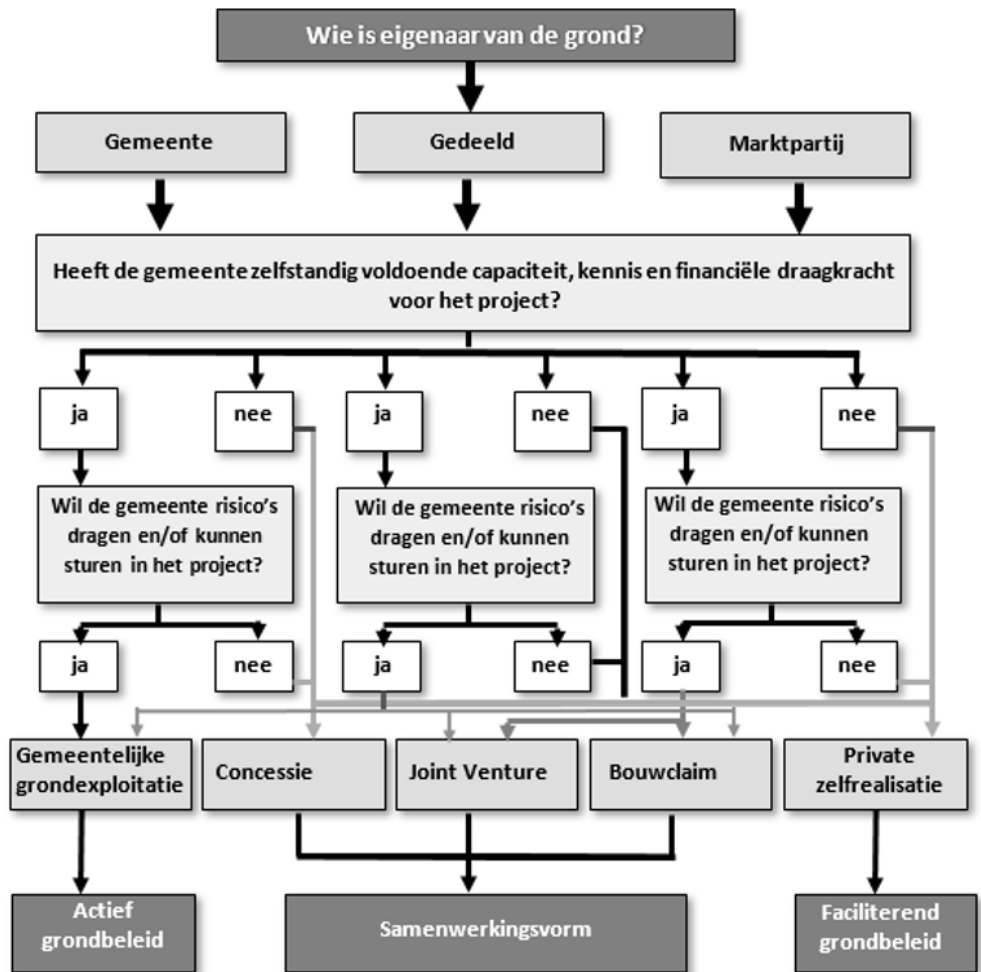 Wie is eigenaar van de grond?
Gemeente
Gedeeld
Marktpartij
Heeft de gemeente zelfstandig voldoende capaciteit, kennis en financiële draagkracht
voor het project?
ja
nee
ja
nee
ja
nee
Wil de gemeente risico's
dragen en/of kunnen
sturen in het project?
Wil de gemeente risico's
dragen en/of kunnen
sturen in het project?
Wil de gemeente risico's
dragen en/of kunnen
sturen in het project?
ja
nee
ja
nee
ja
nee
Gemeentelijke
grondexploitatie
Concessie
Joint Venture
Bouwclaim
Private
zelfrealisatie
Actief
grondbeleid
Samenwerkingsvorm
Faciliterend
grondbeleid